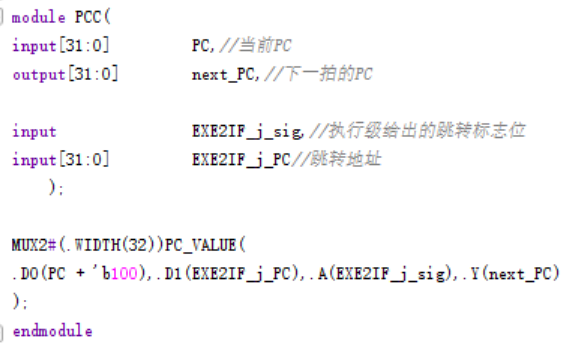 module PCC(
input[31:0] PC,//当前PC
output[31:0] next_PC,//下一拍的PC
input EXE2IF_j_sig,//执行级给出的跳转标志位
input[31:0] EXE2IF_j_PC//跳转地址
);
MUX2#(.WIDTH(32))PC_VALUE(
.D0(PC + 'b100),.D1(EXE2IF_j_PC),.A(EXE2IF_j_sig),.Y(next_PC)
);
endmodule